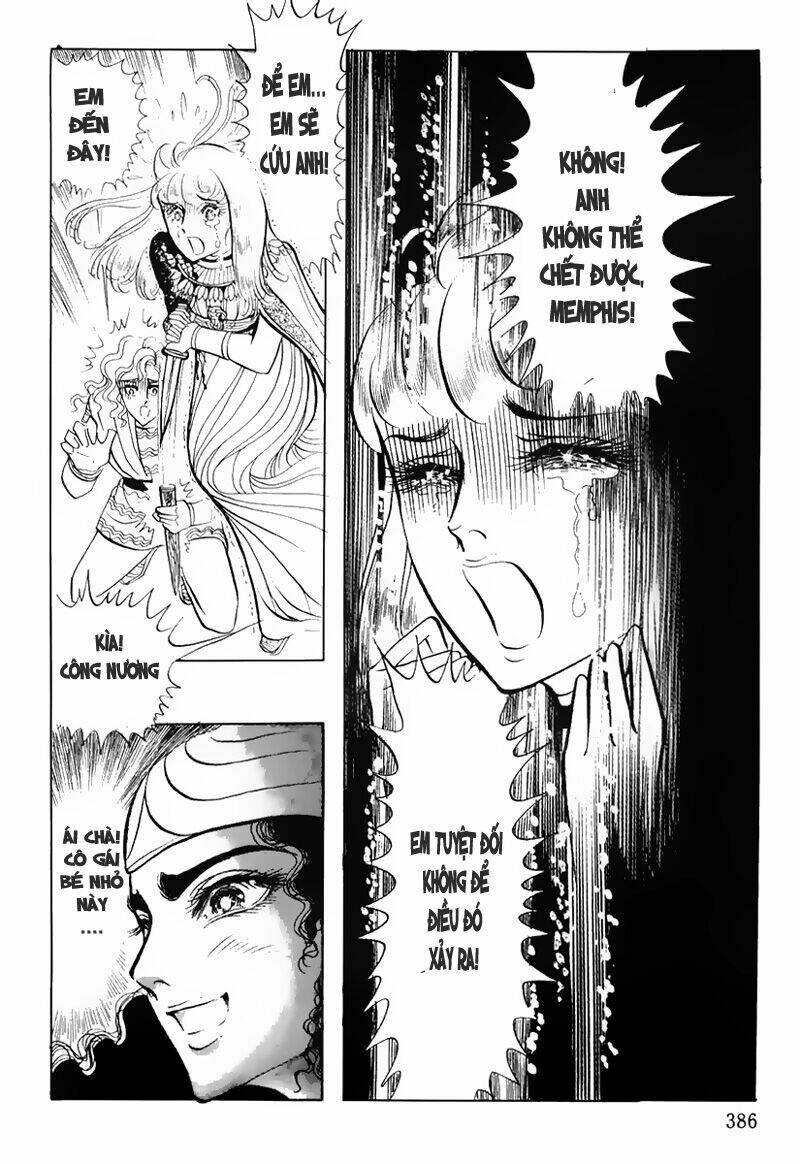 KHÔNG!
ANH
KHÔNG THỂ
CHẾT ĐƯỢC,
MEMPHIS!
EM TUYỆT ĐỐI
KHÔNG ĐỂ
ĐIỀU ĐÓ
XẢY RA!
ĐỂ EM...
EM SẼ
CỨU ANH!
EM
ĐẾN
ĐÂY!
KÌA!
CÔNG NƯƠNG
ÁI CHÀ!
CÔ GÁI
BÉ NHỎ
NÀY
....
386